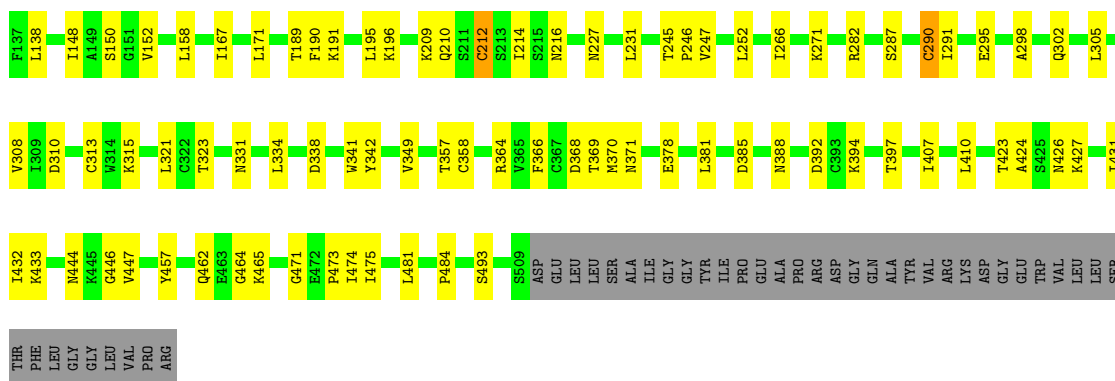 F137 L138 I148 A149 S150 G151 V152 L158 I167 L171 T189 F190 K191 L195 K196 K209 Q210 S211 C212 S213 I214 S215 N216 N227 L231 T245 P246 V247 L252 I266 K271 R282 S287 C290 I291 E295 A298 Q302 L305
V308 I309 D310 C313 W314 K315 L321 C322 T323 N331 L334 D338 W341 Y342 V349 T357 C358 R364 V365 F366 C367 D368 T369 M370 N371 E378 L381 D385 N388 D392 C393 K394 T397 I407 L410 T423 A424 S425 N426 K427
I432 K433 N444 K445 G446 V447 Y457 Q462 E463 G464 K465 G471 E472 P473 I474 I475 L481 P484 S493 S509 ASP GLU LEU LEU SER ALA ILE GLY GLY TYR ILE PRO GLU ALA PRO ARG ASP GLY GLN ALA TYR VAL ARG LYS ASP GLY GLU TRP VAL LEU LEU SER
THR PHE LEU GLY GLY LEU VAL PRO ARG